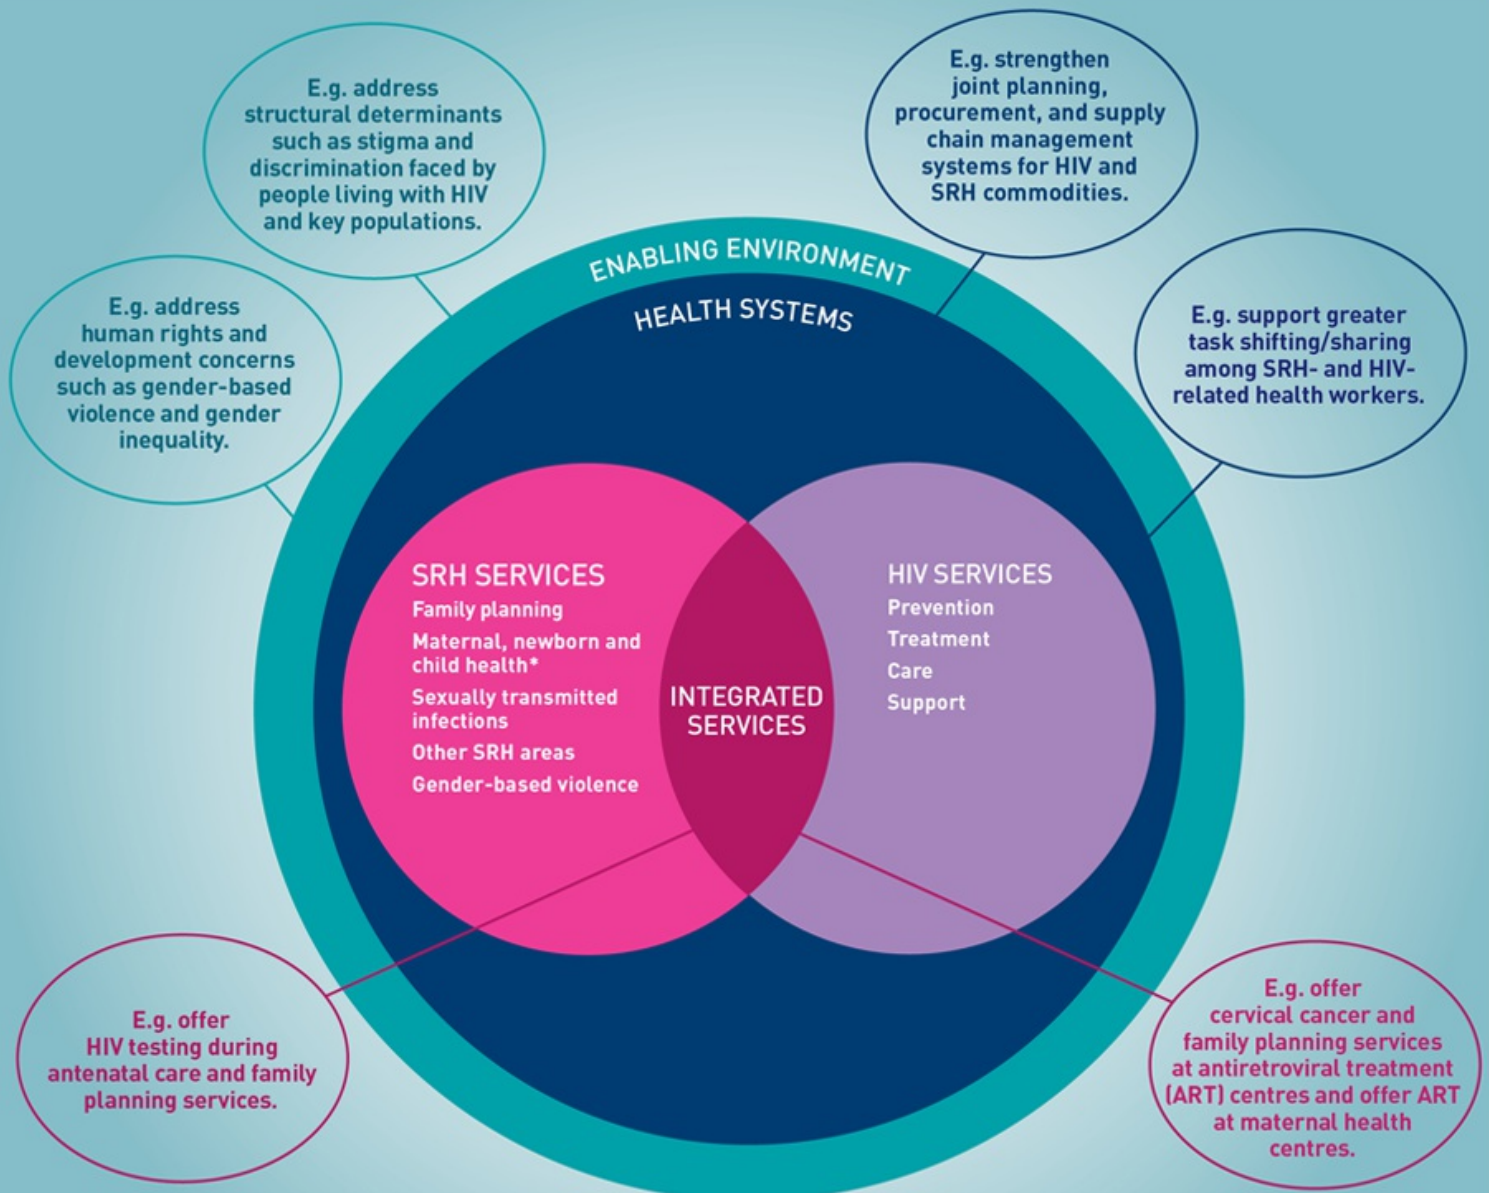 E.g. address
structural determinants
such as stigma and
discrimination faced by
people living with HIV
and key populations.
E.g. strengthen
joint planning,
procurement, and supply
chain management
systems for HIV and
SRH commodities.
E.g. address
human rights and
development concerns
such as gender-based
violence and gender
inequality.
E.g. support greater
task shifting/sharing
among SRH- and HIV-
related health workers.
ENABLING ENVIRONMENT
HEALTH SYSTEMS
SRH SERVICES
Family planning
Maternal, newborn and
child health*
Sexually transmitted
infections
Other SRH areas
Gender-based violence
INTEGRATED
SERVICES
HIV SERVICES
Prevention
Treatment
Care
Support
E.g. offer
HIV testing during
antenatal care and family
planning services.
E.g. offer
cervical cancer and
family planning services
at antiretroviral treatment
(ART) centres and offer ART
at maternal health
centres.